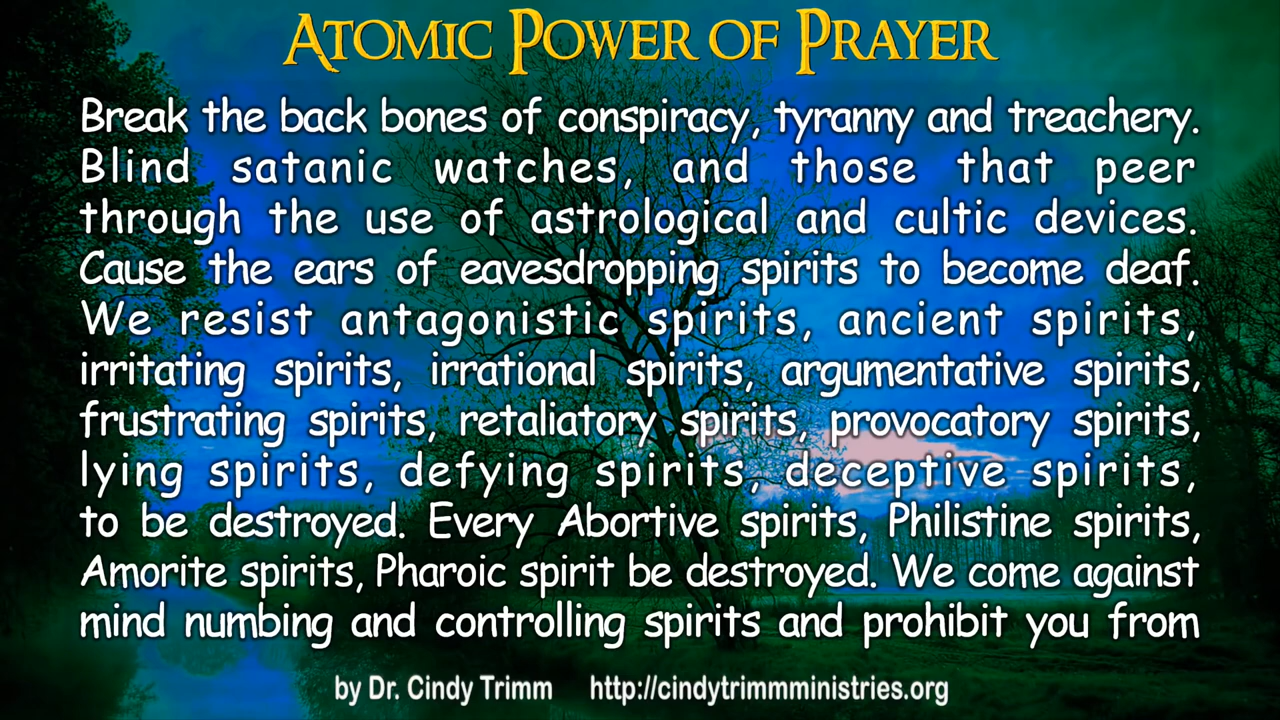 Atomic Power of Prayer
Break the back bones of conspiracy, tyranny and treachery.
Blind satanic watches, and those that peer
through the use of astrological and cultic devices.
Cause the ears of eavesdropping spirits to become deaf.
We resist antagonistic spirits, ancient spirits,
irritating spirits, irrational spirits, argumentative spirits,
frustrating spirits, retaliatory spirits, provocatory spirits,
lying spirits, defying spirits, deceptive spirits,
to be destroyed. Every Abortive spirits, Philistine spirits,
Amorite spirits, Pharoic spirit be destroyed. We come against
mind numbing and controlling spirits and prohibit you from
by Dr. Cindy Trimm http://cindytrimmministries.org